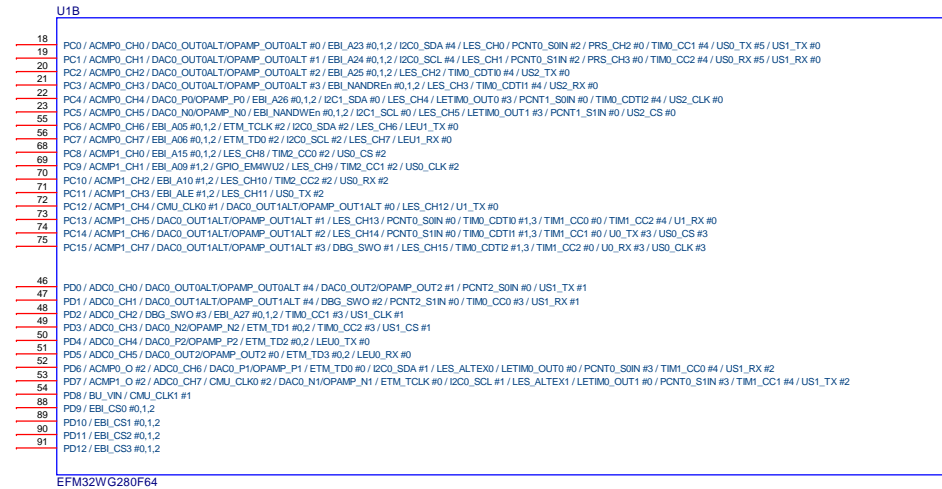 U1B
18 PC0 / ACMP0_CH0 / DAC0_OUT0ALT/OPAMP_OUT0ALT #0 / EBI_A23 #0,1,2 / I2C0_SDA #4 / LES_CH0 / PCNT0_S0IN #2 / PRS_CH2 #0 / TIM0_CC1 #4 / US0_TX #5 / US1_TX #0
19 PC1 / ACMP0_CH1 / DAC0_OUT0ALT/OPAMP_OUT0ALT #1 / EBI_A24 #0,1,2 / I2C0_SCL #4 / LES_CH1 / PCNT0_S1IN #2 / PRS_CH3 #0 / TIM0_CC2 #4 / US0_RX #5 / US1_RX #0
20 PC2 / ACMP0_CH2 / DAC0_OUT0ALT/OPAMP_OUT0ALT #2 / EBI_A25 #0,1,2 / LES_CH2 / TIM0_CDTI0 #4 / US2_TX #0
21 PC3 / ACMP0_CH3 / DAC0_OUT0ALT/OPAMP_OUT0ALT #3 / EBI_NANDREn #0,1,2 / LES_CH3 / TIM0_CDTI1 #4 / US2_RX #0
22 PC4 / ACMP0_CH4 / DAC0_P0/OPAMP_P0 / EBI_A26 #0,1,2 / I2C1_SDA #0 / LES_CH4 / LETIM0_OUT0 #3 / PCNT1_S0IN #0 / TIM0_CDTI2 #4 / US2_CLK #0
23 PC5 / ACMP0_CH5 / DAC0_N0/OPAMP_N0 / EBI_NANDWEn #0,1,2 / I2C1_SCL #0 / LES_CH5 / LETIM0_OUT1 #3 / PCNT1_S1IN #0 / US2_CS #0
55 PC6 / ACMP0_CH6 / EBI_A05 #0,1,2 / ETM_TCLK #2 / I2C0_SDA #2 / LES_CH6 / LEU1_TX #0
56 PC7 / ACMP0_CH7 / EBI_A06 #0,1,2 / ETM_TD0 #2 / I2C0_SCL #2 / LES_CH7 / LEU1_RX #0
68 PC8 / ACMP1_CH0 / EBI_A15 #0,1,2 / LES_CH8 / TIM2_CC0 #2 / US0_CS #2
69 PC9 / ACMP1_CH1 / EBI_A09 #1,2 / GPIO_EM4WU2 / LES_CH9 / TIM2_CC1 #2 / US0_CLK #2
70 PC10 / ACMP1_CH2 / EBI_A10 #1,2 / LES_CH10 / TIM2_CC2 #2 / US0_RX #2
71 PC11 / ACMP1_CH3 / EBI_ALE #1,2 / LES_CH11 / US0_TX #2
72 PC12 / ACMP1_CH4 / CMU_CLK0 #1 / DAC0_OUT1ALT/OPAMP_OUT1ALT #0 / LES_CH12 / U1_TX #0
73 PC13 / ACMP1_CH5 / DAC0_OUT1ALT/OPAMP_OUT1ALT #1 / LES_CH13 / PCNT0_S0IN #0 / TIM0_CDTI0 #1,3 / TIM1_CC0 #0 / TIM1_CC2 #4 / U1_RX #0
74 PC14 / ACMP1_CH6 / DAC0_OUT1ALT/OPAMP_OUT1ALT #2 / LES_CH14 / PCNT0_S1IN #0 / TIM0_CDTI1 #1,3 / TIM1_CC1 #0 / U0_TX #3 / US0_CS #3
75 PC15 / ACMP1_CH7 / DAC0_OUT1ALT/OPAMP_OUT1ALT #3 / DBG_SWO #1 / LES_CH15 / TIM0_CDTI2 #1,3 / TIM1_CC2 #0 / U0_RX #3 / US0_CLK #3
46 PD0 / ADC0_CH0 / DAC0_OUT0ALT/OPAMP_OUT0ALT #4 / DAC0_OUT2/OPAMP_OUT2 #1 / PCNT2_S0IN #0 / US1_TX #1
47 PD1 / ADC0_CH1 / DAC0_OUT1ALT/OPAMP_OUT1ALT #4 / DBG_SWO #2 / PCNT2_S1IN #0 / TIM0_CC0 #3 / US1_RX #1
48 PD2 / ADC0_CH2 / DBG_SWO #3 / EBI_A27 #0,1,2 / TIM0_CC1 #3 / US1_CLK #1
49 PD3 / ADC0_CH3 / DAC0_N2/OPAMP_N2 / ETM_TD1 #0,2 / TIM0_CC2 #3 / US1_CS #1
50 PD4 / ADC0_CH4 / DAC0_P2/OPAMP_P2 / ETM_TD2 #0,2 / LEU0_TX #0
51 PD5 / ADC0_CH5 / DAC0_OUT2/OPAMP_OUT2 #0 / ETM_TD3 #0,2 / LEU0_RX #0
52 PD6 / ACMP0_O #2 / ADC0_CH6 / DAC0_P1/OPAMP_P1 / ETM_TD0 #0 / I2C0_SDA #1 / LES_ALTEX0 / LETIM0_OUT0 #0 / PCNT0_S0IN #3 / TIM1_CC0 #4 / US1_RX #2
53 PD7 / ACMP1_O #2 / ADC0_CH7 / CMU_CLK0 #2 / DAC0_N1/OPAMP_N1 / ETM_TCLK #0 / I2C0_SCL #1 / LES_ALTEX1 / LETIM0_OUT1 #0 / PCNT0_S1IN #3 / TIM1_CC1 #4 / US1_TX #2
54 PD8 / BU_VIN / CMU_CLK1 #1
88 PD9 / EBI_CS0 #0,1,2
89 PD10 / EBI_CS1 #0,1,2
90 PD11 / EBI_CS2 #0,1,2
91 PD12 / EBI_CS3 #0,1,2
EFM32WG280F64